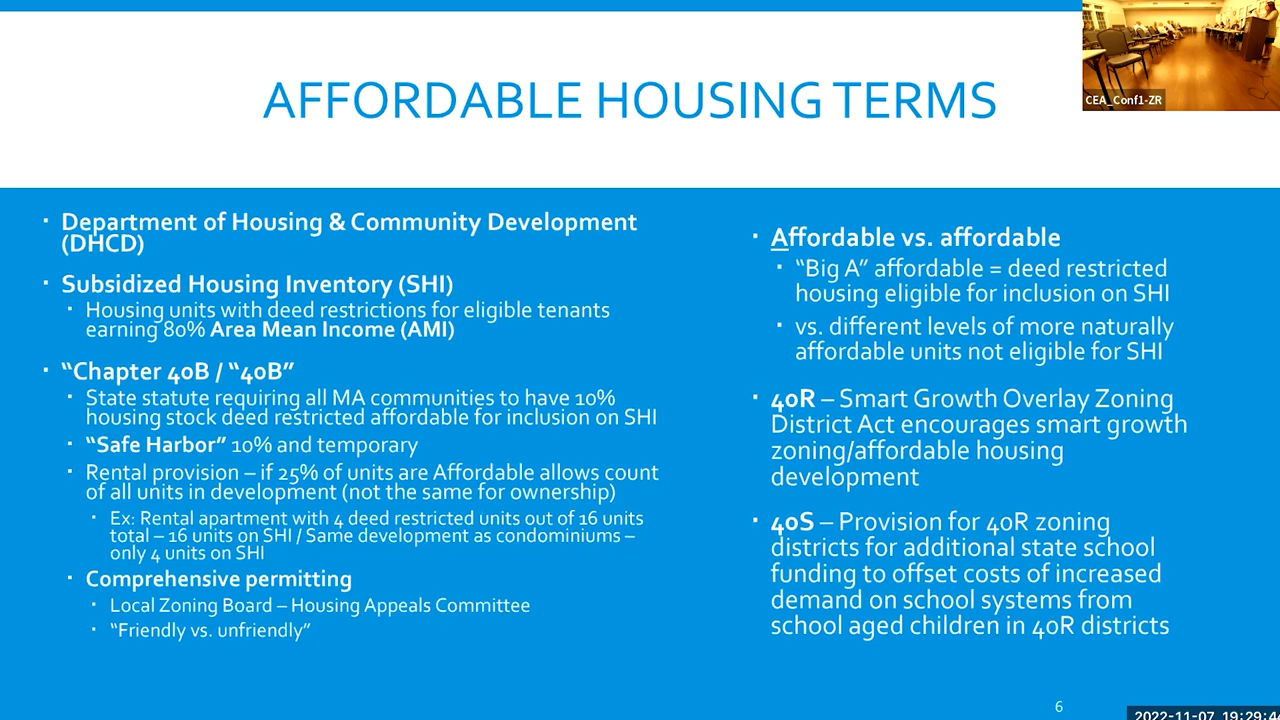 AFFORDABLE HOUSING TERMS
CEA_Conf1-ZR
Department of Housing & Community Development
(DHCD)
Subsidized Housing Inventory (SHI)
Housing units with deed restrictions for eligible tenants
earning 80% Area Mean Income (AMI)
“Chapter 40B / “40B”
State statute requiring all MA communities to have 10%
housing stock deed restricted affordable for inclusion on SHI
“Safe Harbor” 10% and temporary
Rental provision – if 25% of units are Affordable allows count
of all units in development (not the same for ownership)
Ex: Rental apartment with 4 deed restricted units out of 16 units
total – 16 units on SHI / Same development as condominiums –
only 4 units on SHI
Comprehensive permitting
Local Zoning Board – Housing Appeals Committee
“Friendly vs. unfriendly”
Affordable vs. affordable
“Big A” affordable = deed restricted
housing eligible for inclusion on SHI
vs. different levels of more naturally
affordable units not eligible for SHI
40R – Smart Growth Overlay Zoning
District Act encourages smart growth
zoning/affordable housing
development
40S – Provision for 40R zoning
districts for additional state school
funding to offset costs of increased
demand on school systems from
school aged children in 40R districts
6
2022-11-07 19:29:4